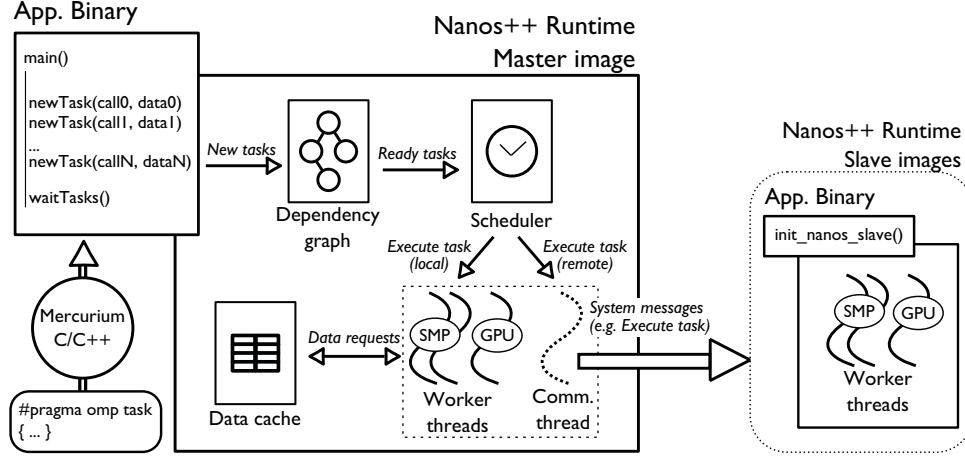 App. Binary
main()
newTask(call0, data0)
newTask(call1, data1)
...
newTask(callN, dataN)
waitTasks()
Mercurium
C/C++
#pragma omp task
{ ... }
Nanos++ Runtime
Master image
New tasks
Dependency
graph
Ready tasks
Scheduler
Execute task
(local)
Execute task
(remote)
Data cache
Data requests
SMP
GPU
Worker
threads
Comm.
thread
System messages
(e.g. Execute task)
Nanos++ Runtime
Slave images
App. Binary
init_nanos_slave()
SMP
GPU
Worker
threads